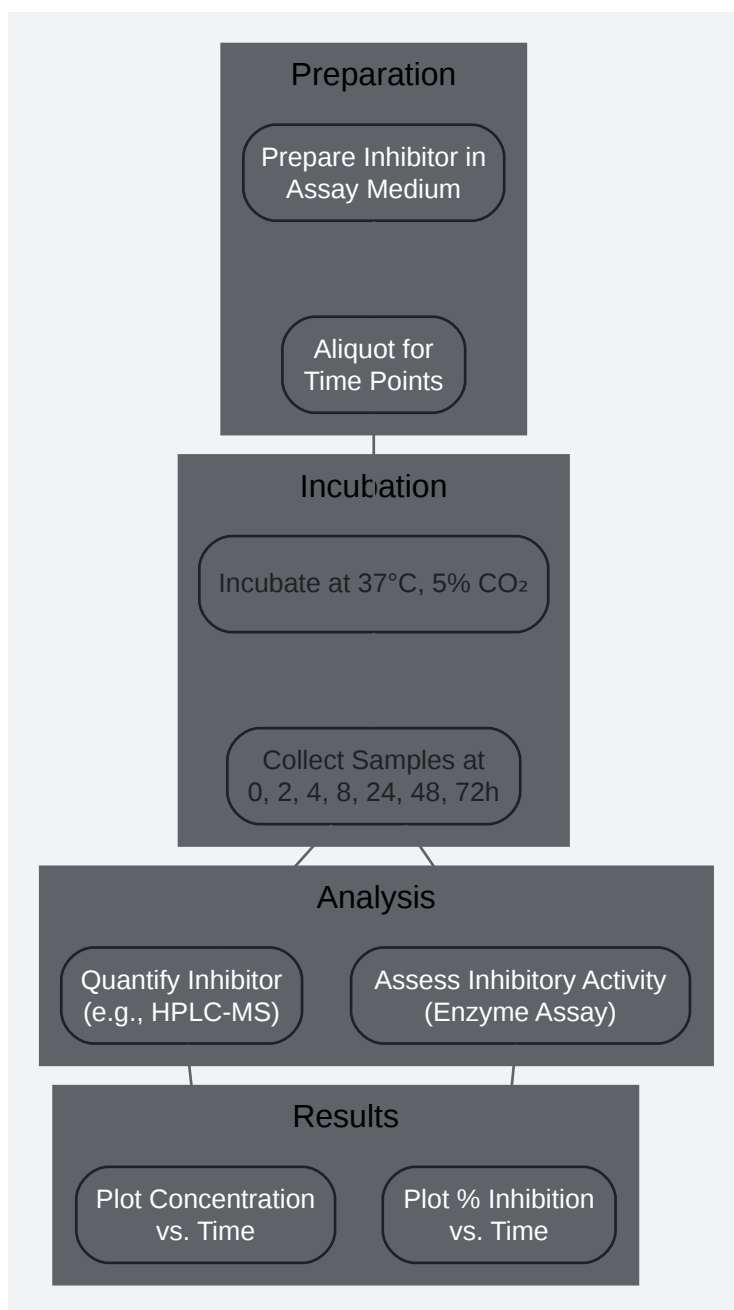 Preparation
Prepare Inhibitor in
Assay Medium
Aliquot for
Time Points
Incubation
Incubate at 37°C, 5% CO₂
Collect Samples at
0, 2, 4, 8, 24, 48, 72h
Analysis
Quantify Inhibitor
(e.g., HPLC-MS)
Assess Inhibitory Activity
(Enzyme Assay)
Results
Plot Concentration
vs. Time
Plot % Inhibition
vs. Time